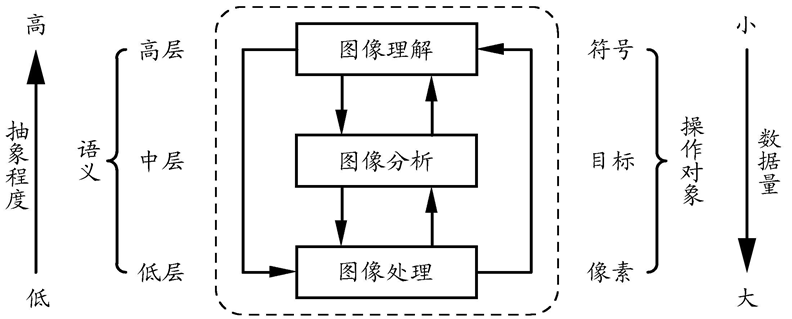 高
小
高层
图像理解
符号
抽象程度
语义
中层
图像分析
目标
操作对象
数据量
低层
图像处理
像素
低
大